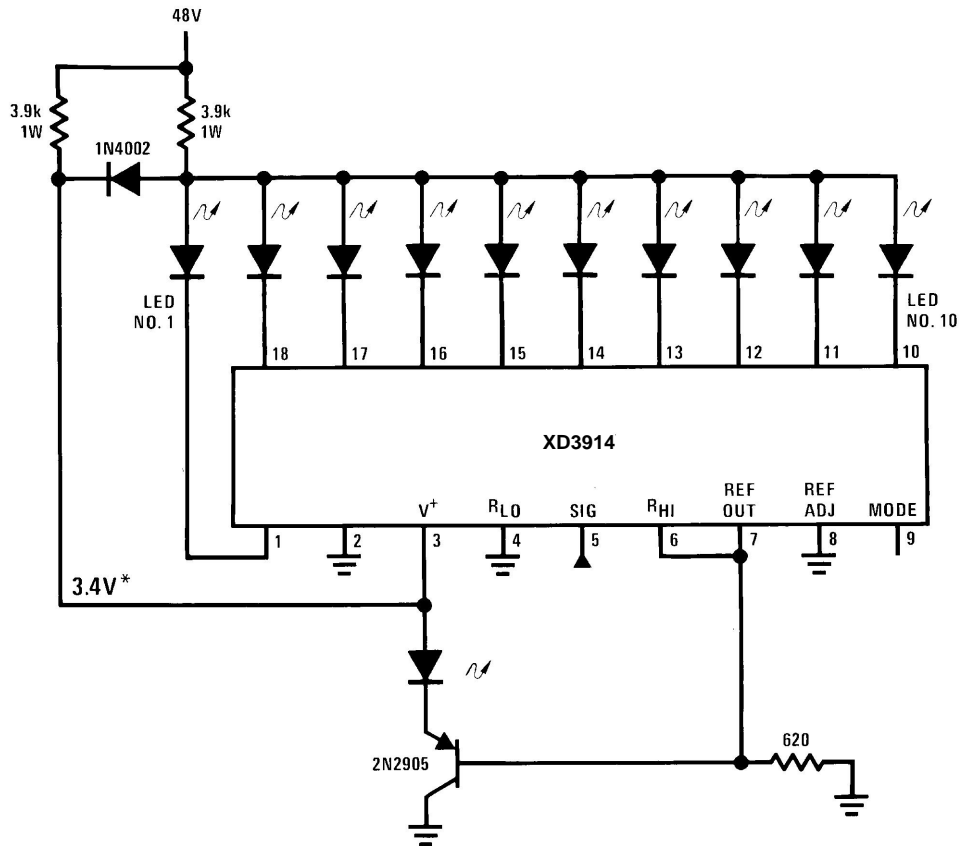 48V
3.9k
1W
3.9k
1W
1N4002
LED
NO. 1
LED
NO. 10
18
17
16
15
14
13
12
11
10
XD3914
V+
RLO
SIG
RHI
REF
OUT
REF
ADJ
MODE
1
2
3
4
5
6
7
8
9
3.4V*
2N2905
620